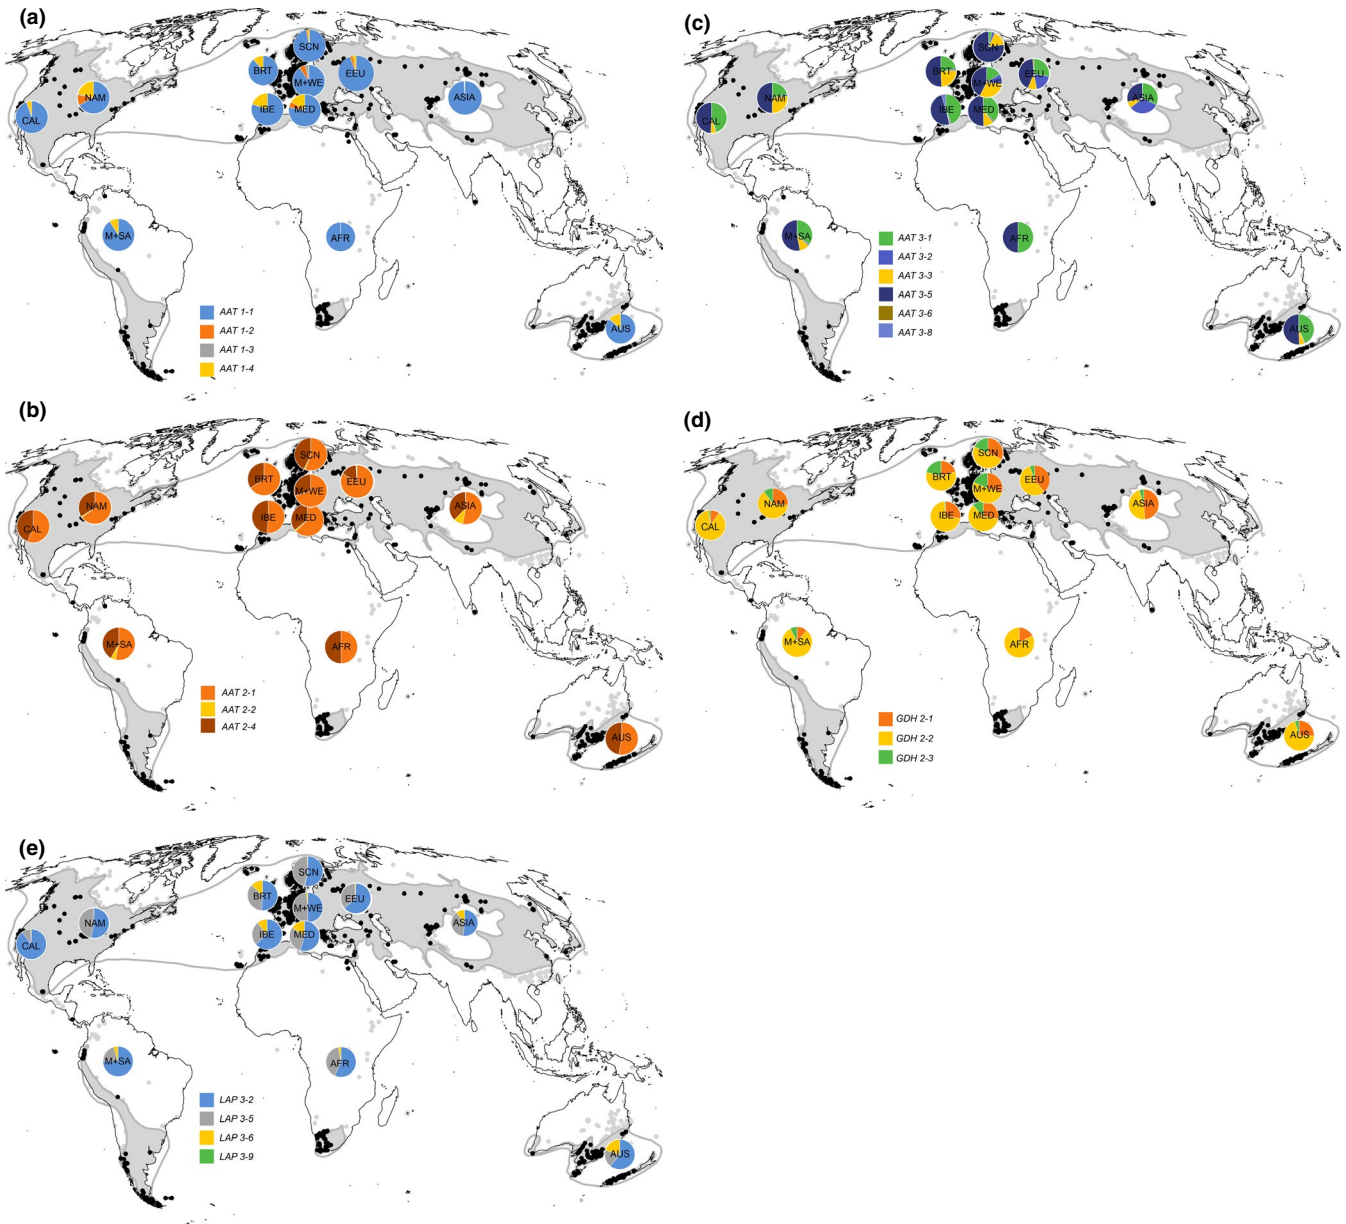 (a)
SCN
BRT
EEU
M+WE
NAM
ASIA
IBE
MED
CAL
M+SA
AFR
AUS
AAT 1-1
AAT 1-2
AAT 1-3
AAT 1-4
(c)
SCN
BRT
EEU
M+WE
NAM
ASIA
IBE
MED
CAL
M+SA
AFR
AUS
AAT 3-1
AAT 3-2
AAT 3-3
AAT 3-5
AAT 3-6
AAT 3-8
(b)
SCN
BRT
EEU
M+WE
NAM
ASIA
IBE
MED
CAL
M+SA
AFR
AUS
AAT 2-1
AAT 2-2
AAT 2-4
(d)
SCN
BRT
EEU
M+WE
NAM
ASIA
IBE
MED
CAL
M+SA
AFR
AUS
GDH 2-1
GDH 2-2
GDH 2-3
(e)
SCN
BRT
EEU
M+WE
NAM
ASIA
IBE
MED
CAL
M+SA
AFR
AUS
LAP 3-2
LAP 3-5
LAP 3-6
LAP 3-9